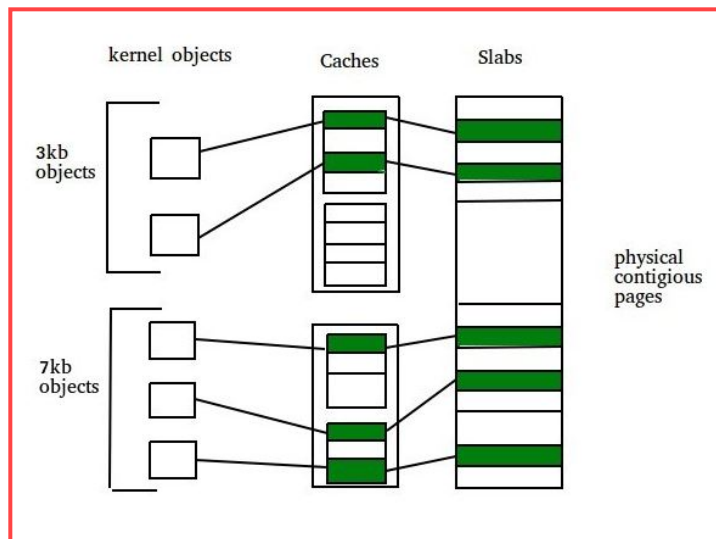 kernel objects
Caches
Slabs
3kb
objects
physical
contigious
pages
7kb
objects